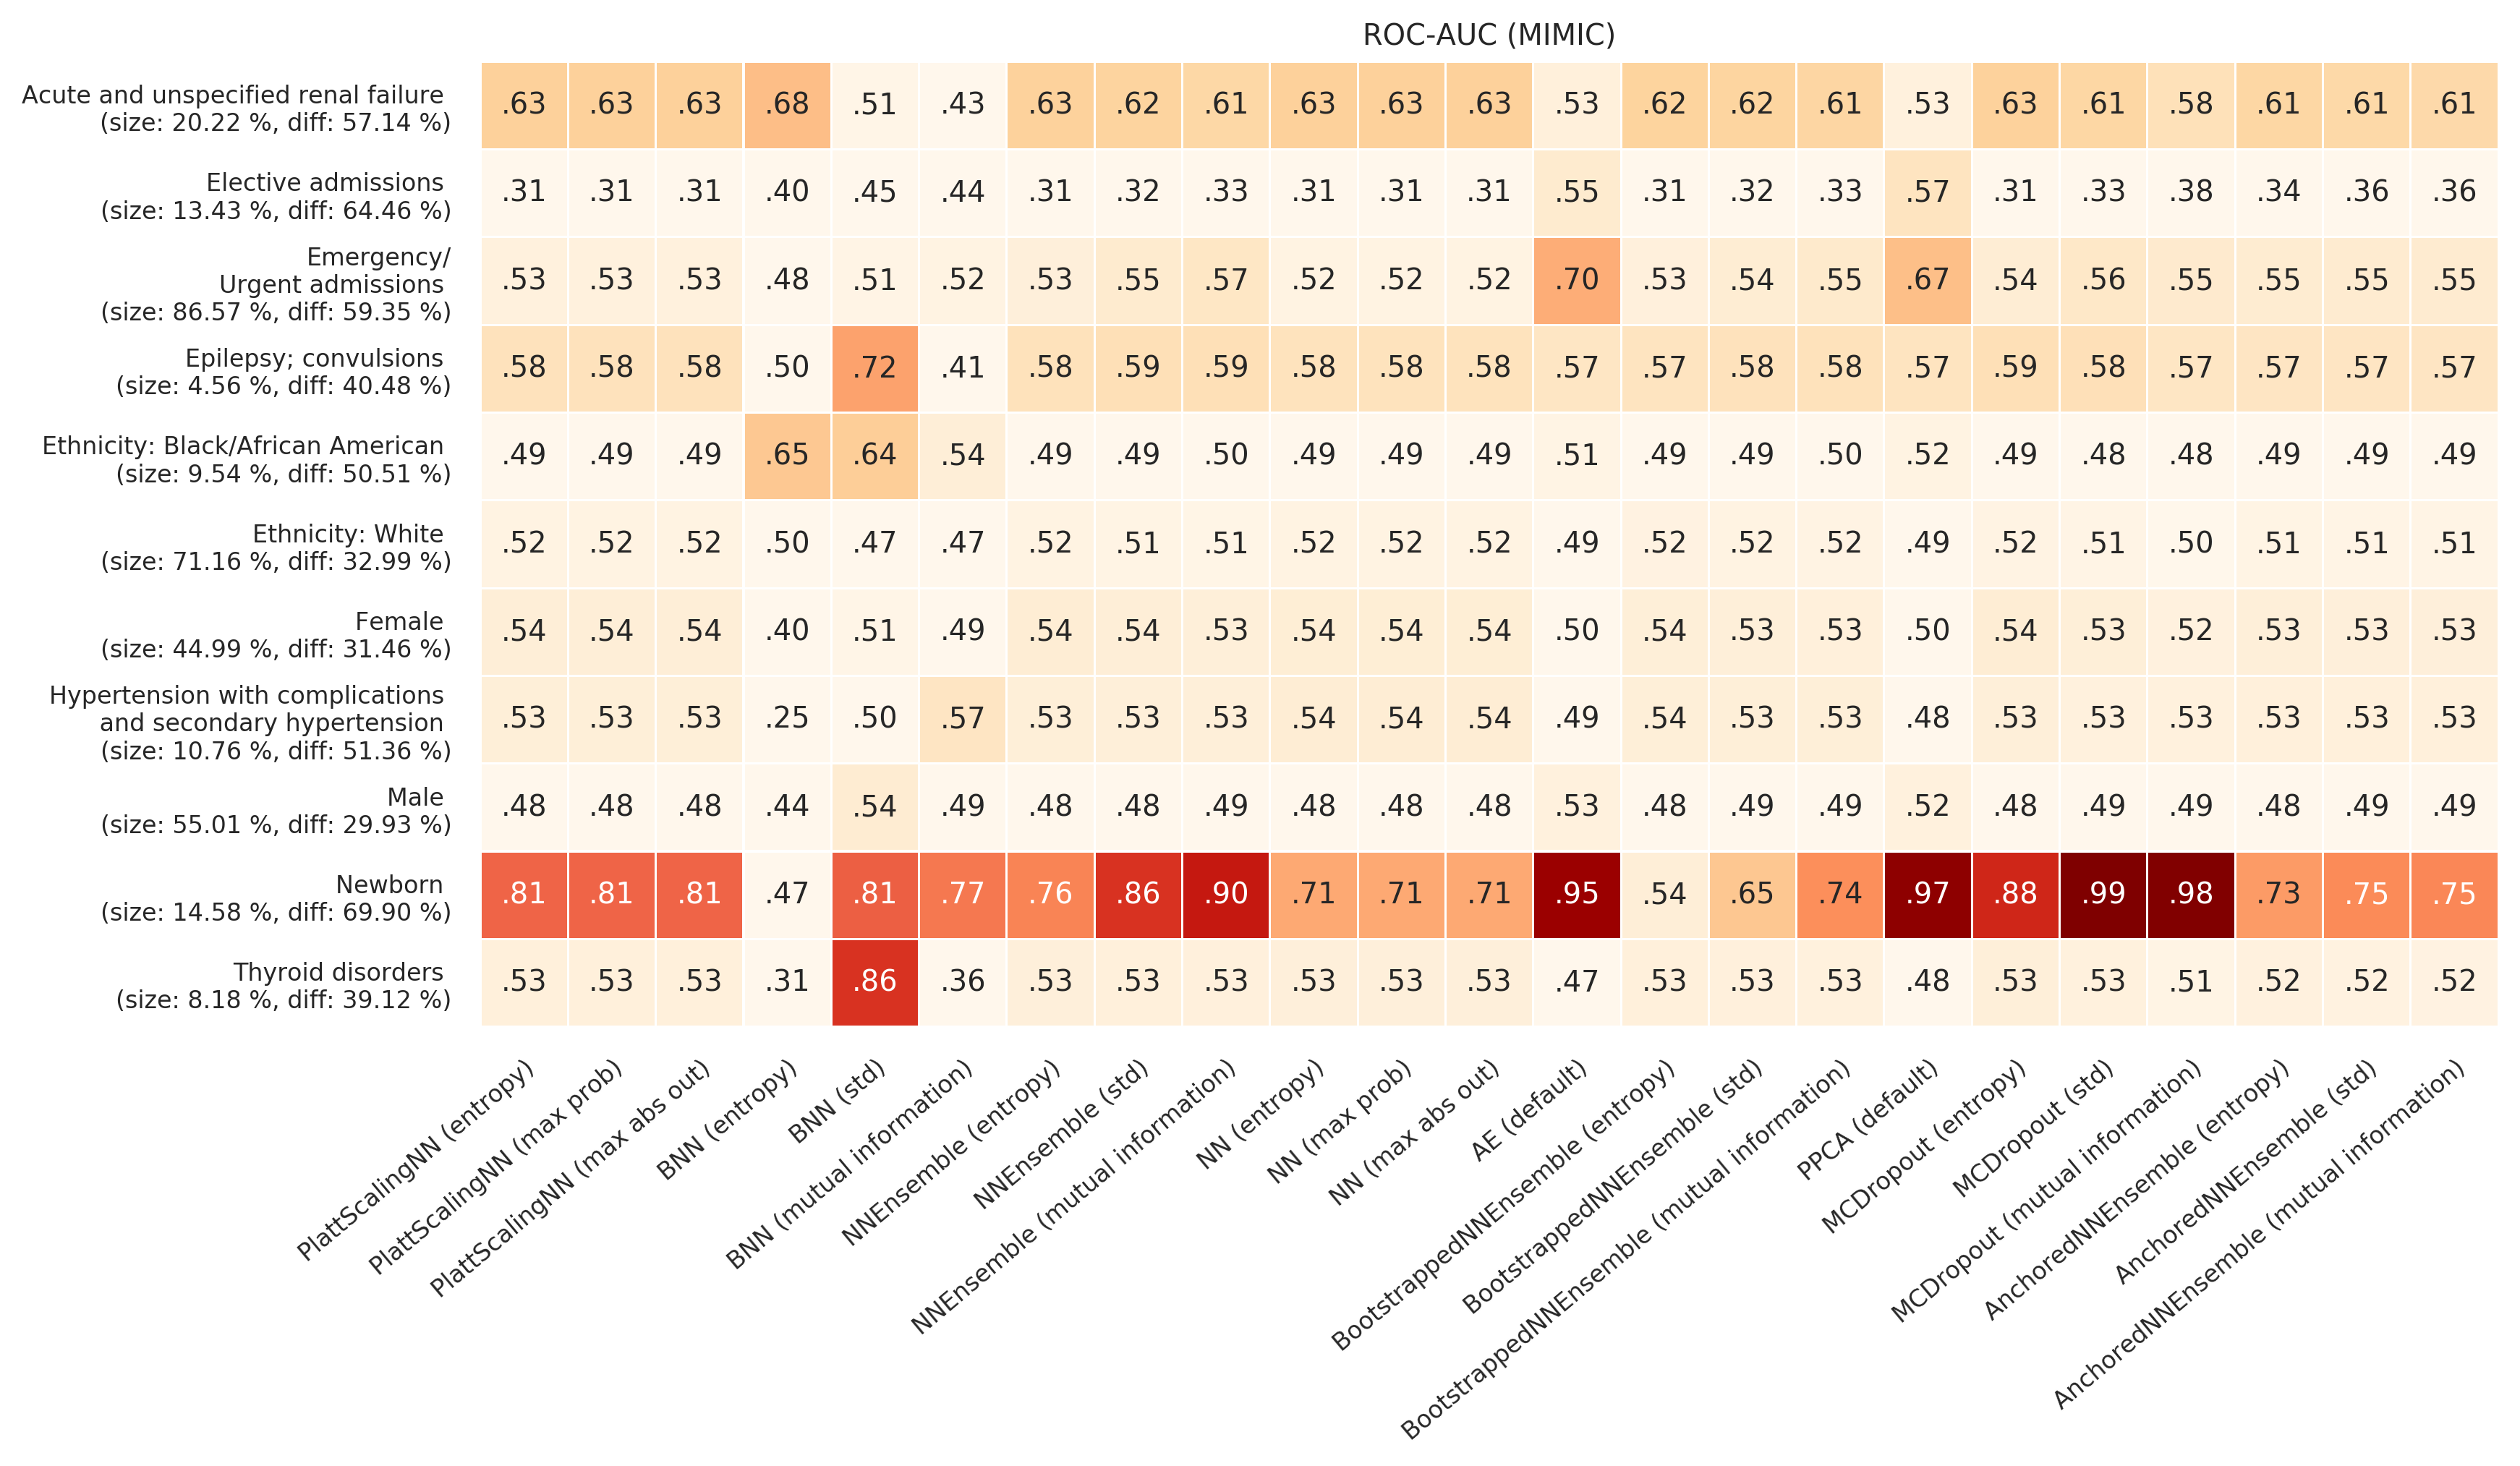 ROC-AUC (MIMIC)
Acute and unspecified renal failure
(size: 20.22 %, diff: 57.14 %)
.63 .63 .63 .68 .51 .43 .63 .62 .61 .63 .63 .63 .53 .62 .62 .61 .53 .63 .61 .58 .61 .61 .61
Elective admissions
(size: 13.43 %, diff: 64.46 %)
.31 .31 .31 .40 .45 .44 .31 .32 .33 .31 .31 .31 .55 .31 .32 .33 .57 .31 .33 .38 .34 .36 .36
Emergency/
Urgent admissions
(size: 86.57 %, diff: 59.35 %)
.53 .53 .53 .48 .51 .52 .53 .55 .57 .52 .52 .52 .70 .53 .54 .55 .67 .54 .56 .55 .55 .55 .55
Epilepsy; convulsions
(size: 4.56 %, diff: 40.48 %)
.58 .58 .58 .50 .72 .41 .58 .59 .59 .58 .58 .58 .57 .57 .58 .58 .57 .59 .58 .57 .57 .57 .57
Ethnicity: Black/African American
(size: 9.54 %, diff: 50.51 %)
.49 .49 .49 .65 .64 .54 .49 .49 .50 .49 .49 .49 .51 .49 .49 .50 .52 .49 .48 .48 .49 .49 .49
Ethnicity: White
(size: 71.16 %, diff: 32.99 %)
.52 .52 .52 .50 .47 .47 .52 .51 .51 .52 .52 .52 .49 .52 .52 .52 .49 .52 .51 .50 .51 .51 .51
Female
(size: 44.99 %, diff: 31.46 %)
.54 .54 .54 .40 .51 .49 .54 .54 .53 .54 .54 .54 .50 .54 .53 .53 .50 .54 .53 .52 .53 .53 .53
Hypertension with complications
and secondary hypertension
(size: 10.76 %, diff: 51.36 %)
.53 .53 .53 .25 .50 .57 .53 .53 .53 .54 .54 .54 .49 .54 .53 .53 .48 .53 .53 .53 .53 .53 .53
Male
(size: 55.01 %, diff: 29.93 %)
.48 .48 .48 .44 .54 .49 .48 .48 .49 .48 .48 .48 .53 .48 .49 .49 .52 .48 .49 .49 .48 .49 .49
Newborn
(size: 14.58 %, diff: 69.90 %)
.81 .81 .81 .47 .81 .77 .76 .86 .90 .71 .71 .71 .95 .54 .65 .74 .97 .88 .99 .98 .73 .75 .75
Thyroid disorders
(size: 8.18 %, diff: 39.12 %)
.53 .53 .53 .31 .86 .36 .53 .53 .53 .53 .53 .53 .47 .53 .53 .53 .48 .53 .53 .51 .52 .52 .52
PlattScalingNN (entropy)
PlattScalingNN (max prob)
PlattScalingNN (max abs out)
BNN (entropy)
BNN (std)
BNN (mutual information)
NNEnsemble (entropy)
NNEnsemble (std)
NNEnsemble (mutual information)
NN (entropy)
NN (max prob)
NN (max abs out)
AE (default)
BootstrappedNNEnsemble (entropy)
BootstrappedNNEnsemble (std)
BootstrappedNNEnsemble (mutual information)
PPCA (default)
MCDropout (entropy)
MCDropout (std)
MCDropout (mutual information)
AnchoredNNEnsemble (entropy)
AnchoredNNEnsemble (std)
AnchoredNNEnsemble (mutual information)